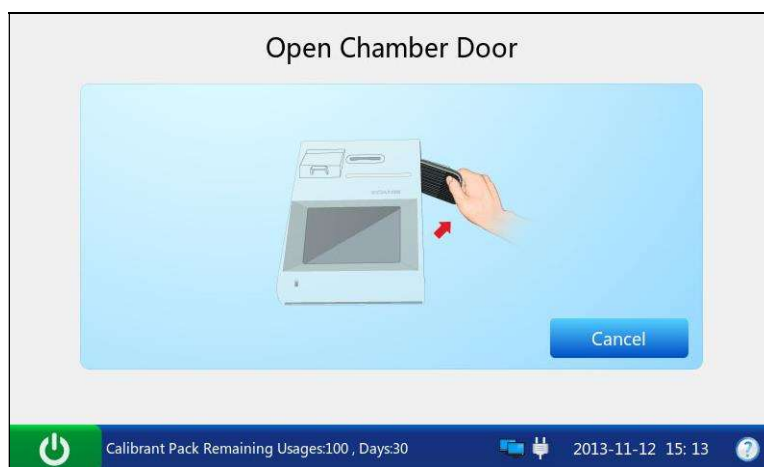 Open Chamber Door
Cancel
Calibrant Pack Remaining Usages:100 , Days:30
2013-11-12 15: 13
?